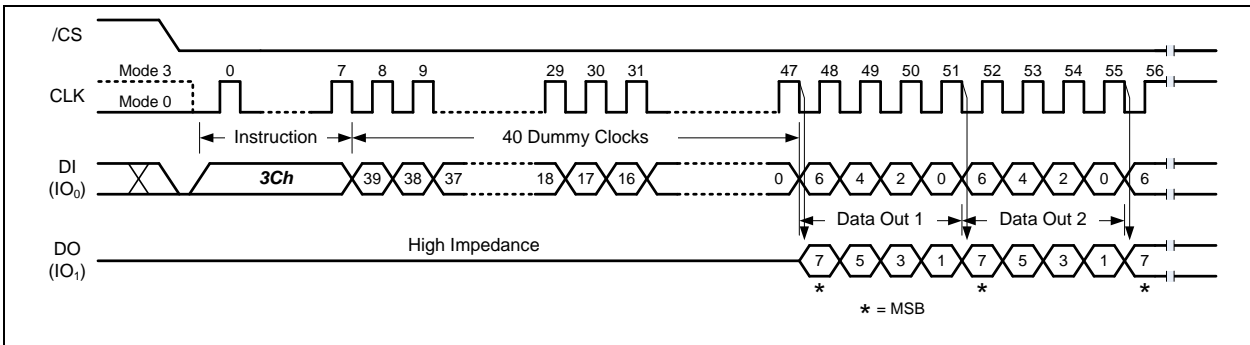 /CS
Mode 3 0 7 8 9 29 30 31 47 48 49 50 51 52 53 54 55 56
CLK
Mode 0
Instruction 40 Dummy Clocks
DI
(IO0)
3Ch 39 38 37 18 17 16 0 6 4 2 0 6 4 2 0 6
Data Out 1 Data Out 2
DO
(IO1)
High Impedance
7 5 3 1 7 5 3 1 7
* * *
* = MSB